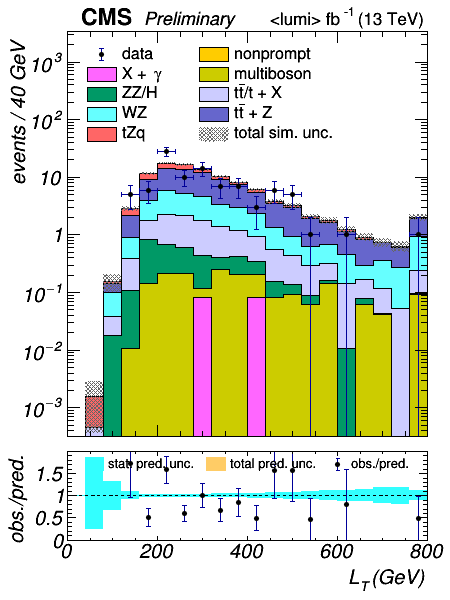 CMS Preliminary <lumi> fb⁻¹ (13 TeV)
events / 40 GeV
data
nonprompt
X + γ
multiboson
ZZ/H
tt̄/t + X
WZ
tt̄ + Z
tZq
total sim. unc.
10³
10²
10
1
10⁻¹
10⁻²
10⁻³
obs./pred.
stat. pred. unc.
total pred. unc.
obs./pred.
1.5
1
0.5
0
0 200 400 600 800
L_T(GeV)